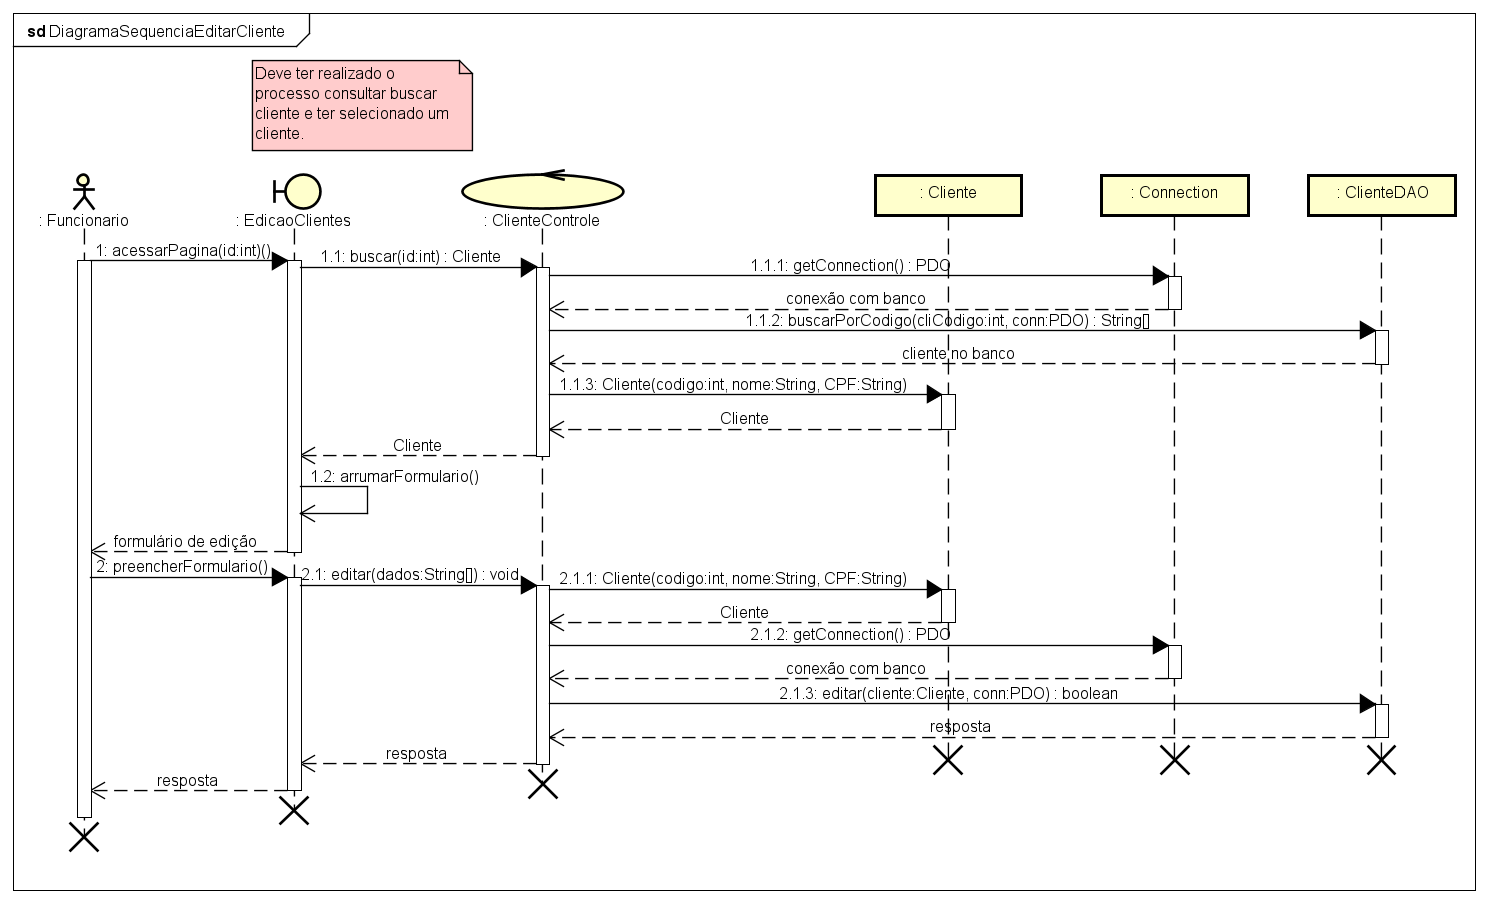 sd DiagramaSequenciaEditarCliente
Deve ter realizado o
processo consultar buscar
cliente e ter selecionado um
cliente.
: Funcionario
: EdicaoClientes
: ClienteControle
: Cliente
: Connection
: ClienteDAO
1: acessarPagina(id:int)()
1.1: buscar(id:int) : Cliente
1.1.1: getConnection() : PDO
conexão com banco
1.1.2: buscarPorCodigo(cliCodigo:int, conn:PDO) : String[]
cliente no banco
1.1.3: Cliente(codigo:int, nome:String, CPF:String)
Cliente
Cliente
1.2: arrumarFormulario()
formulário de edição
2: preencherFormulario()
2.1: editar(dados:String[]) : void
2.1.1: Cliente(codigo:int, nome:String, CPF:String)
Cliente
2.1.2: getConnection() : PDO
conexão com banco
2.1.3: editar(cliente:Cliente, conn:PDO) : boolean
resposta
resposta
resposta